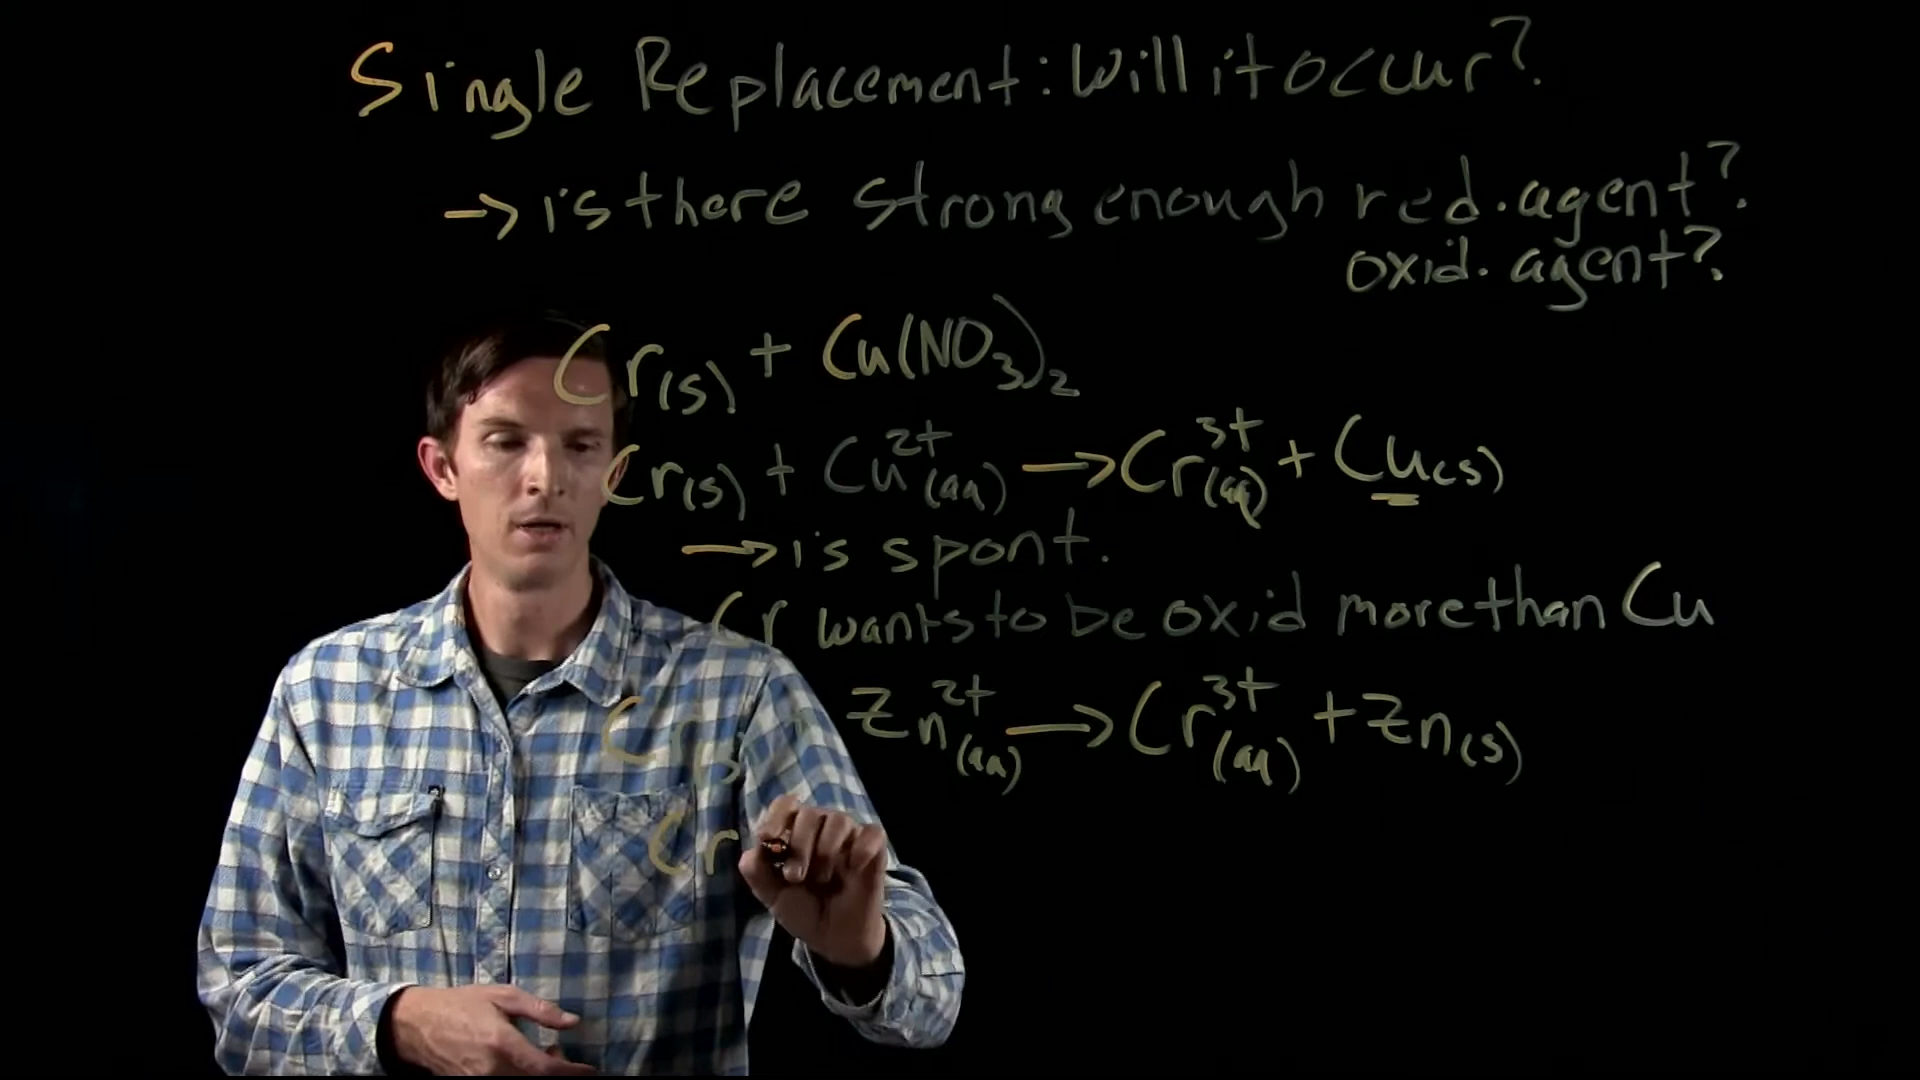 Single Replacement: Will it occur?
→ is there strong enough red. agent?
oxid. agent?
Cr(s) + Cu(NO3)2
Cr(s) + Cu2+(aq) → Cr3+(aq) + Cu(s)
→ is spont.
Cr wants to be oxid more than Cu
Cr(s) Zn2+(aq) → Cr3+(aq) + Zn(s)
Cr